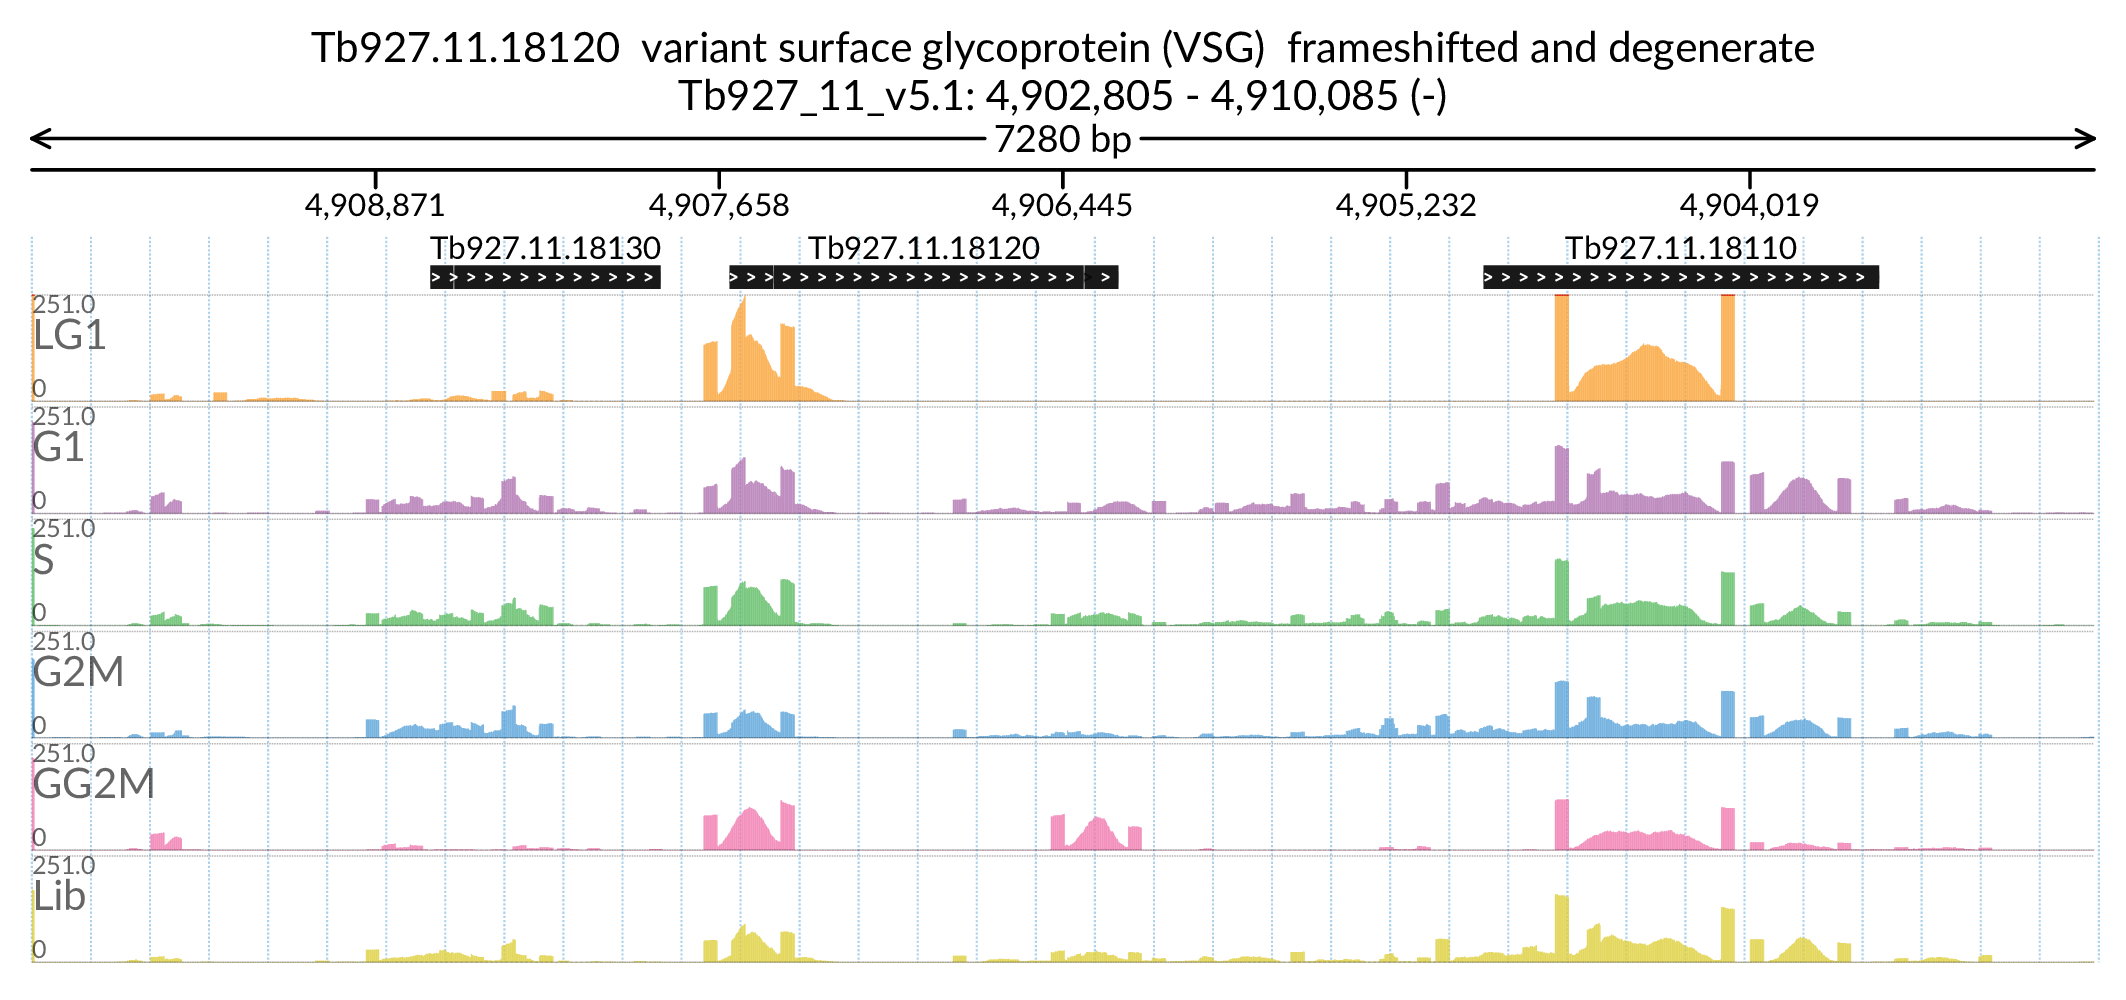 Tb927.11.18120  variant surface glycoprotein (VSG)  frameshifted and degenerate
Tb927_11_v5.1: 4,902,805 - 4,910,085 (-)
7280 bp
4,908,871 4,907,658 4,906,445 4,905,232 4,904,019
Tb927.11.18130 Tb927.11.18120 Tb927.11.18110
251.0
LG1
0
251.0
G1
0
251.0
S
0
251.0
G2M
0
251.0
GG2M
0
251.0
Lib
0